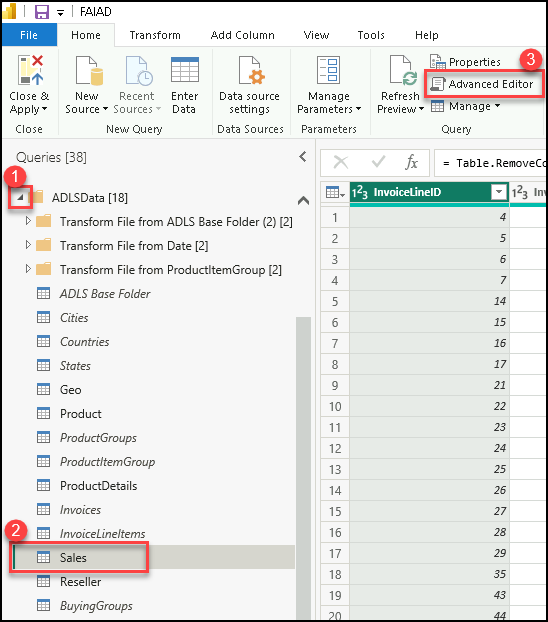 FAIAD
File Home Transform Add Column View Tools Help
Close & Apply
New Source
Recent Sources
Enter Data
Data source settings
Manage Parameters
Refresh Preview
Properties
Advanced Editor
Manage
3
Close New Query Data Sources Parameters Query
Queries [38]
= Table.RemoveCo
1
ADLSData [18]
Transform File from ADLS Base Folder (2) [2]
Transform File from Date [2]
Transform File from ProductItemGroup [2]
ADLS Base Folder
Cities
Countries
States
Geo
Product
ProductGroups
ProductItemGroup
ProductDetails
Invoices
InvoiceLineItems
2
Sales
Reseller
BuyingGroups
fx
1²3 InvoiceLineID 1²3 Inv
1 4
2 5
3 6
4 7
5 14
6 15
7 16
8 17
9 21
10 22
11 23
12 24
13 25
14 26
15 27
16 28
17 29
18 35
19 43
20 44